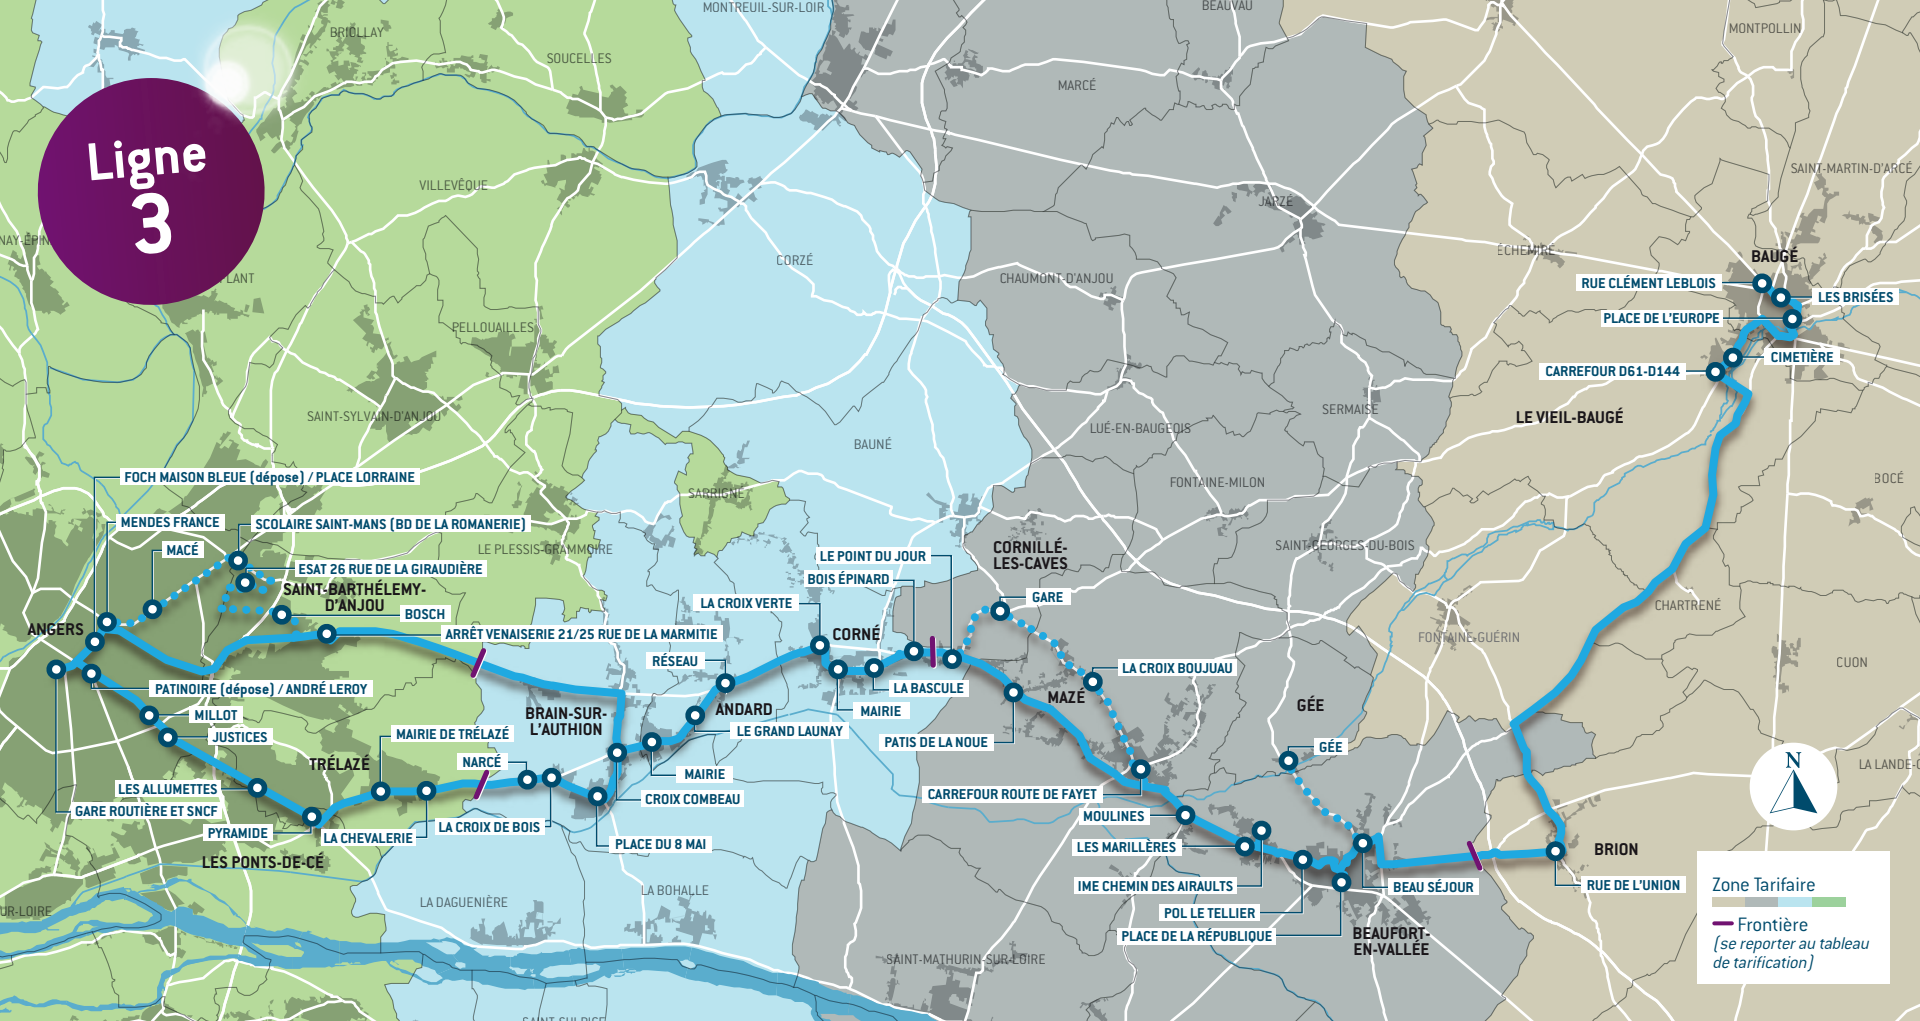 Ligne
3
MONTREUIL-SUR-LOIR
BEAUVAU
BRIOLLAY
SOUCELLES
MARCÉ
MONTPOLLIN
SAINT-MARTIN-D'ARCÉ
VILLEVÊQUE
JARZÉ
ÉCHEMIRÉ
BAUGÉ
CORZÉ
CHAUMONT-D'ANJOU
PLANT
RUE CLÉMENT LEBLOIS
LES BRISÉES
PLACE DE L'EUROPE
PELLOUAILLES
CIMETIÈRE
CARREFOUR D61-D144
SAINT-SYLVAIN-D'ANJOU
SERMAISE
LE VIEIL-BAUGÉ
LUÉ-EN-BAUGEOIS
BAUNÉ
FOCH MAISON BLEUE (dépose) / PLACE LORRAINE
SARRIGNÉ
FONTAINE-MILON
BOCÉ
MENDES FRANCE
SCOLAIRE SAINT-MANS (BD DE LA ROMANERIE)
MACÉ
LE PLESSIS-GRAMMOIRE
LE POINT DU JOUR
CORNILLÉ-
LES-CAVES
SAINT-GEORGES-DU-BOIS
ESAT 26 RUE DE LA GIRAUDIÈRE
BOIS ÉPINARD
SAINT-BARTHÉLEMY-
D'ANJOU
LA CROIX VERTE
GARE
CHARTRENÉ
BOSCH
ANGERS
ARRÊT VENAISERIE 21/25 RUE DE LA MARMITIE
CORNÉ
FONTAINE-GUÉRIN
RÉSEAU
CUON
LA CROIX BOUJUAU
PATINOIRE (dépose) / ANDRÉ LEROY
LA BASCULE
MAZÉ
GÉE
MILLOT
BRAIN-SUR-
L'AUTHION
ANDARD
MAIRIE
JUSTICES
MAIRIE DE TRÉLAZÉ
LE GRAND LAUNAY
PATIS DE LA NOUE
GÉE
TRÉLAZÉ
NARCÉ
MAIRIE
N
LES ALLUMETTES
CROIX COMBEAU
CARREFOUR ROUTE DE FAYET
GARE ROUTIÈRE ET SNCF
MOULINES
PYRAMIDE
LA CHEVALERIE
LA CROIX DE BOIS
PLACE DU 8 MAI
LES MARILLÈRES
BRION
LES PONTS-DE-CÉ
IME CHEMIN DES AIRAULTS
BEAU SÉJOUR
RUE DE L'UNION
LA BOHALLE
LA DAGUENIÈRE
POL LE TELLIER
PLACE DE LA RÉPUBLIQUE
BEAUFORT-
EN-VALLÉE
SAINT-MATHURIN-SUR-LOIRE
Zone Tarifaire
Frontière
(se reporter au tableau
de tarification)